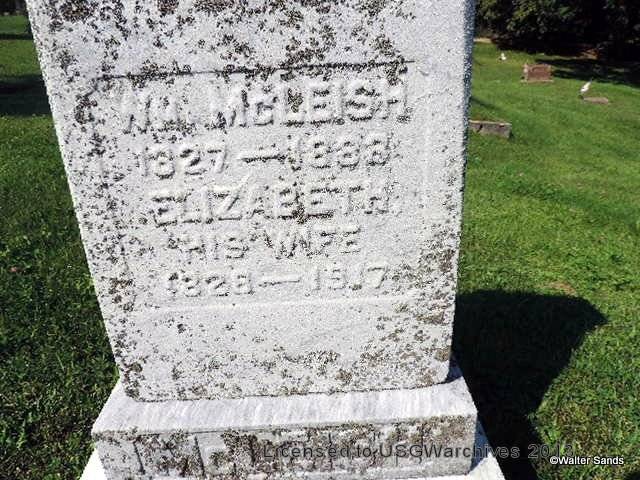 WM. McLEISH
1827 — 1888
ELIZABETH
HIS WIFE
1828 — 1917
Licensed to USGWarchives
©Walter Sands